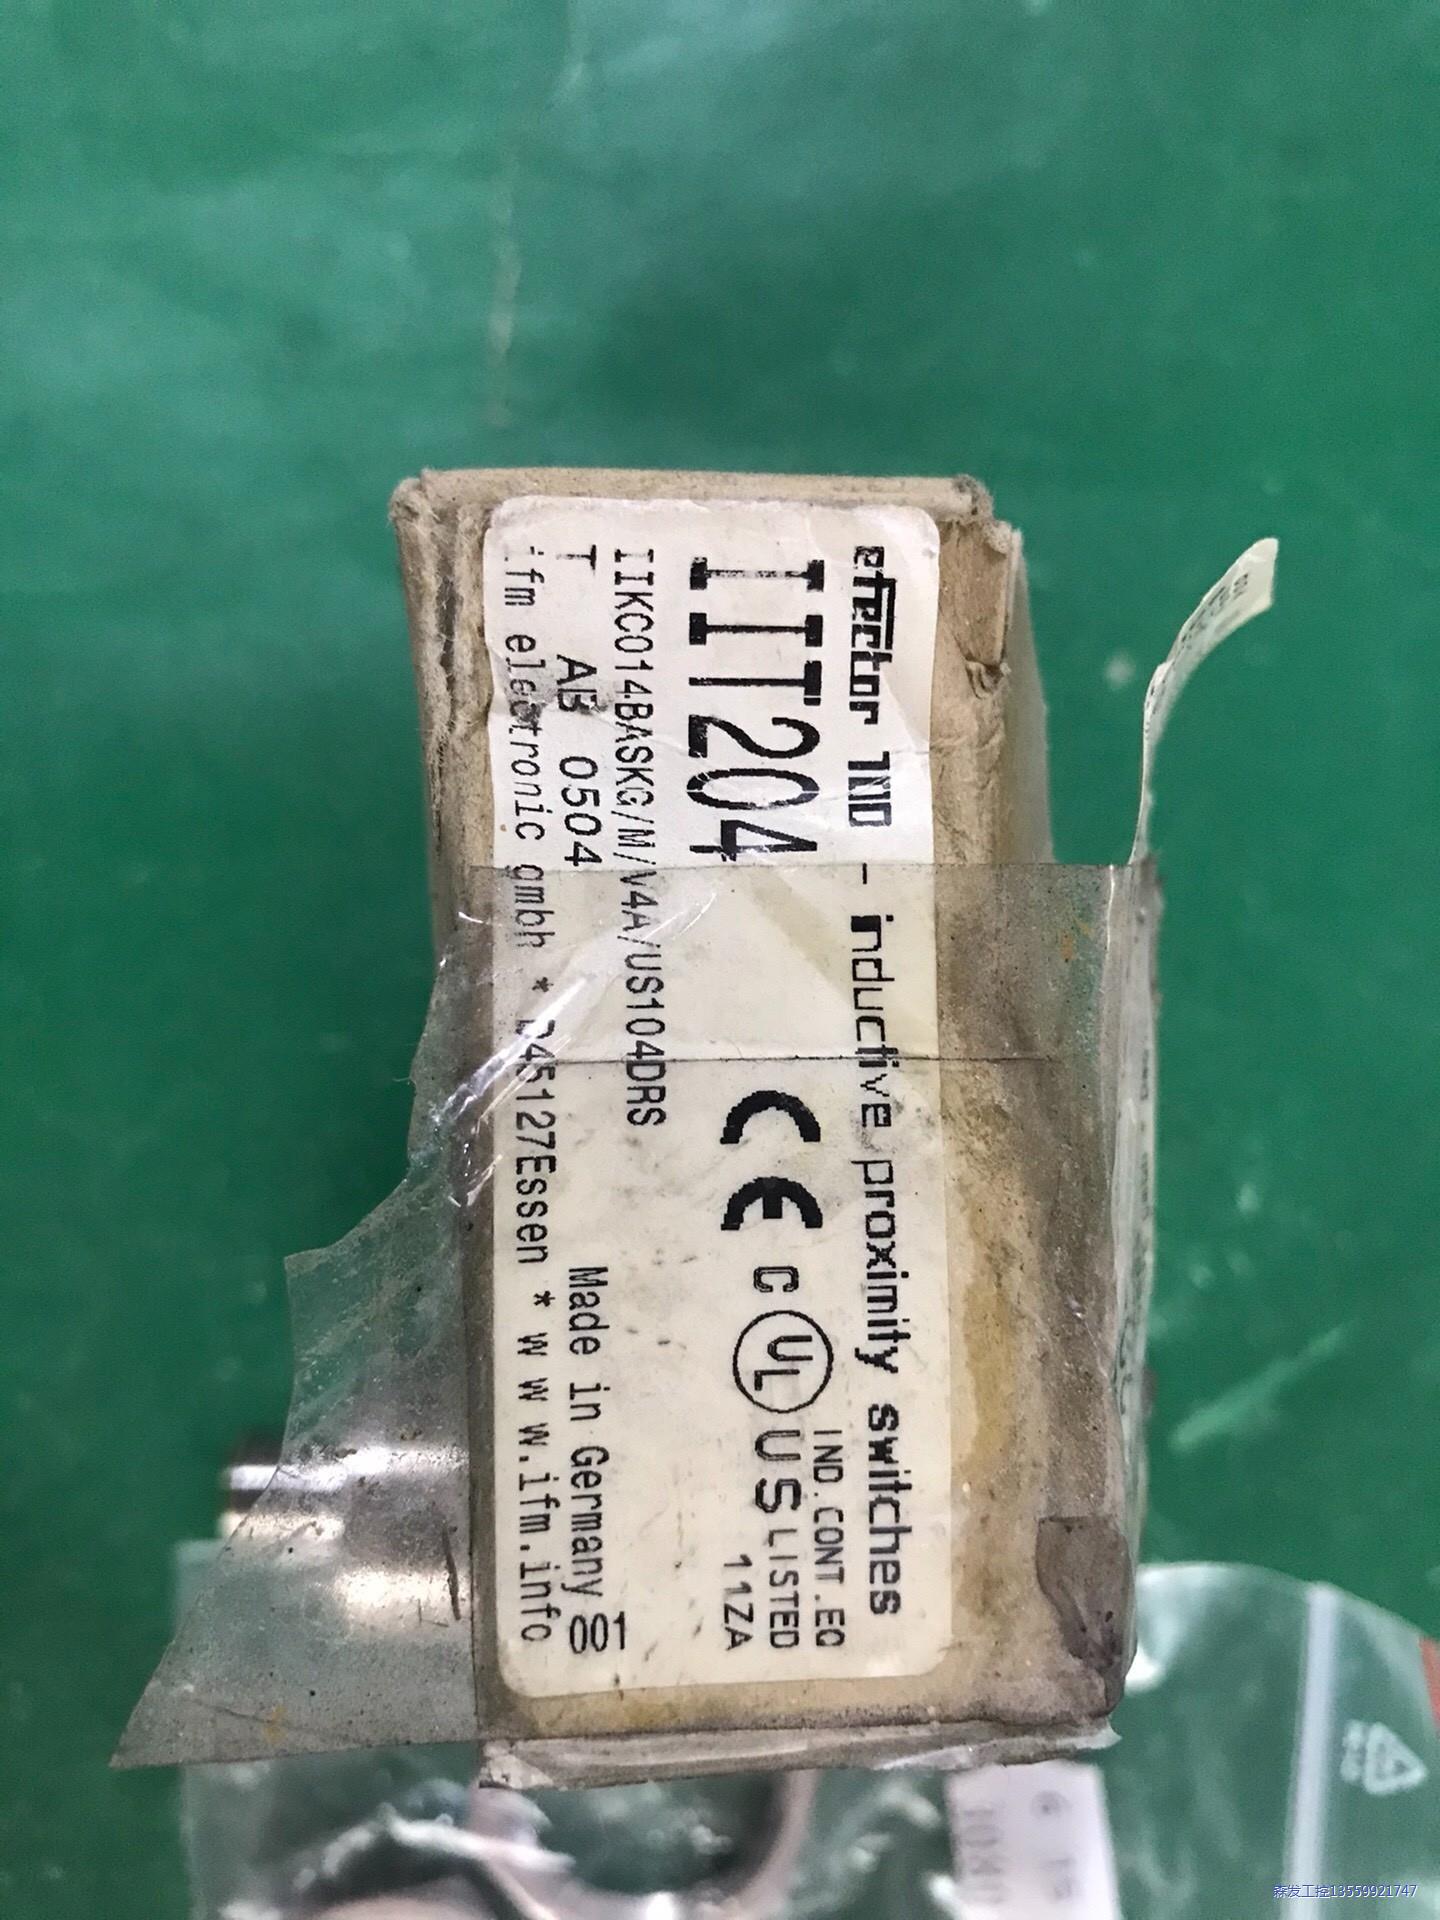 efector 100 - inductive proximity switches
IIT204
CE
C UL US LISTED
IND.CONT.EQ
11ZA
IIKC014BASKG/M/V4A/US104DRS
T AB 0504
Made in Germany
81
ifm electronic gmbh * D45127Essen * w w w.ifm.info
森发工控13559921747